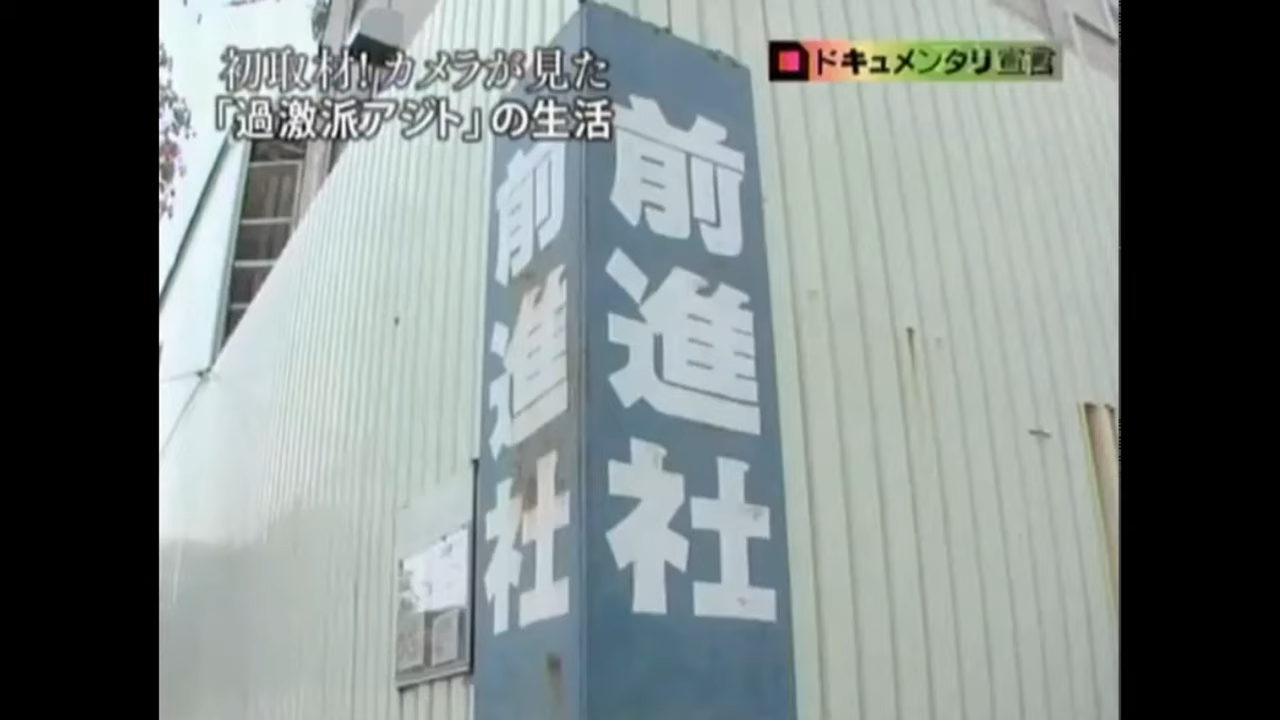 初取材!カメラが見た
「過激派アジト」の生活
ドキュメンタリ宣言
前進社
前進社